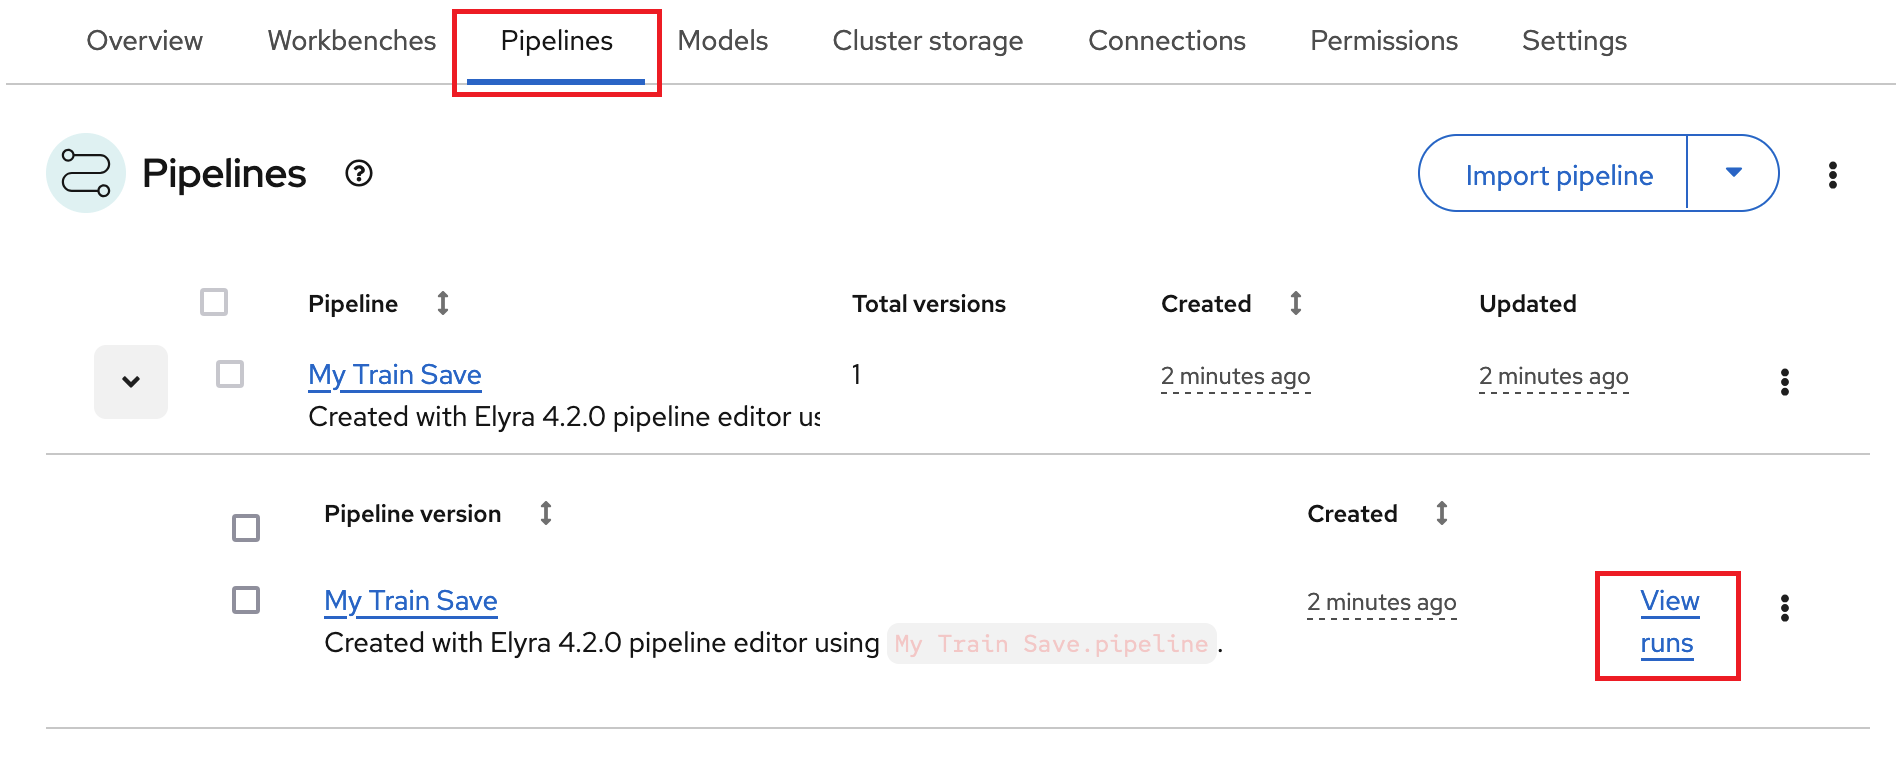 Overview Workbenches Pipelines Models Cluster storage Connections Permissions Settings
Pipelines
Import pipeline
Pipeline Total versions Created Updated
My Train Save 1 2 minutes ago 2 minutes ago
Created with Elyra 4.2.0 pipeline editor us
Pipeline version Created
My Train Save 2 minutes ago View
Created with Elyra 4.2.0 pipeline editor using My Train Save.pipeline. runs